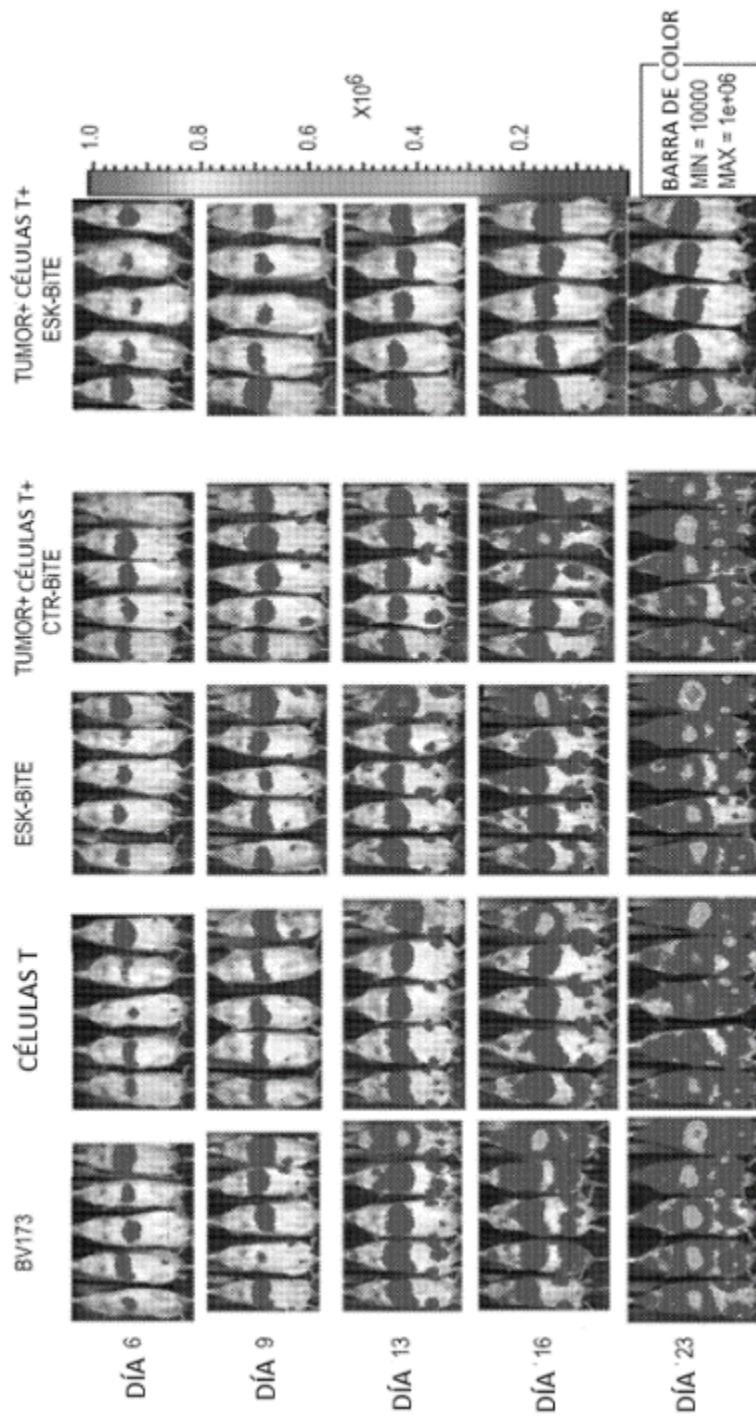 BV173
CÉLULAS T
ESK-BiTE
TUMOR+ CÉLULAS T+
CTR-BiTE
TUMOR+ CÉLULAS T+
ESK-BiTE
DÍA 6
DÍA 9
DÍA 13
DÍA '16
DÍA '23
1.0
0.8
0.6
0.4
0.2
X10⁶
BARRA DE COLOR
MIN = 10000
MAX = 1e+06